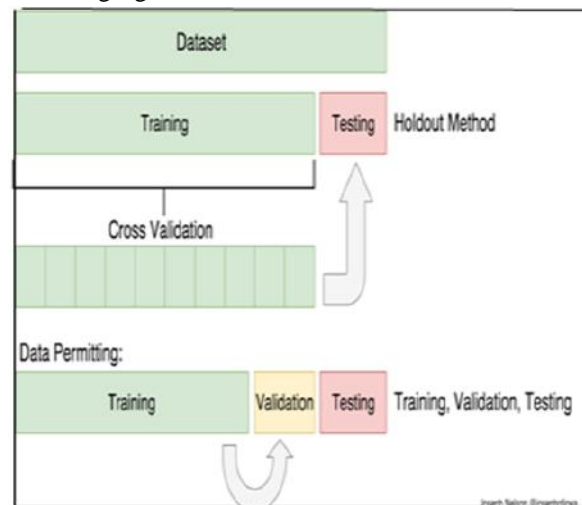 Dataset
Training Testing Holdout Method
Cross Validation
Data Permitting:
Training Validation Testing Training, Validation, Testing